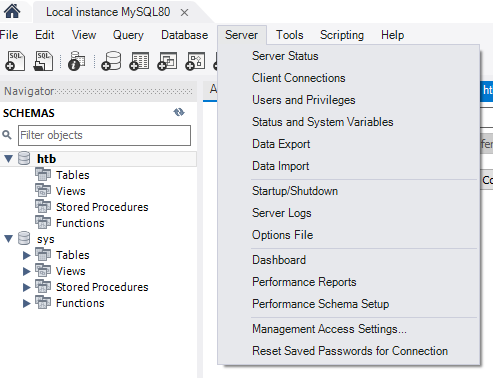 Local instance MySQL80
File Edit View Query Database Server Tools Scripting Help
SQL SQL
Navigator
SCHEMAS
Filter objects
htb
Tables
Views
Stored Procedures
Functions
sys
Tables
Views
Stored Procedures
Functions
Server Status
Client Connections
Users and Privileges
Status and System Variables
Data Export
Data Import
Startup/Shutdown
Server Logs
Options File
Dashboard
Performance Reports
Performance Schema Setup
Management Access Settings...
Reset Saved Passwords for Connection